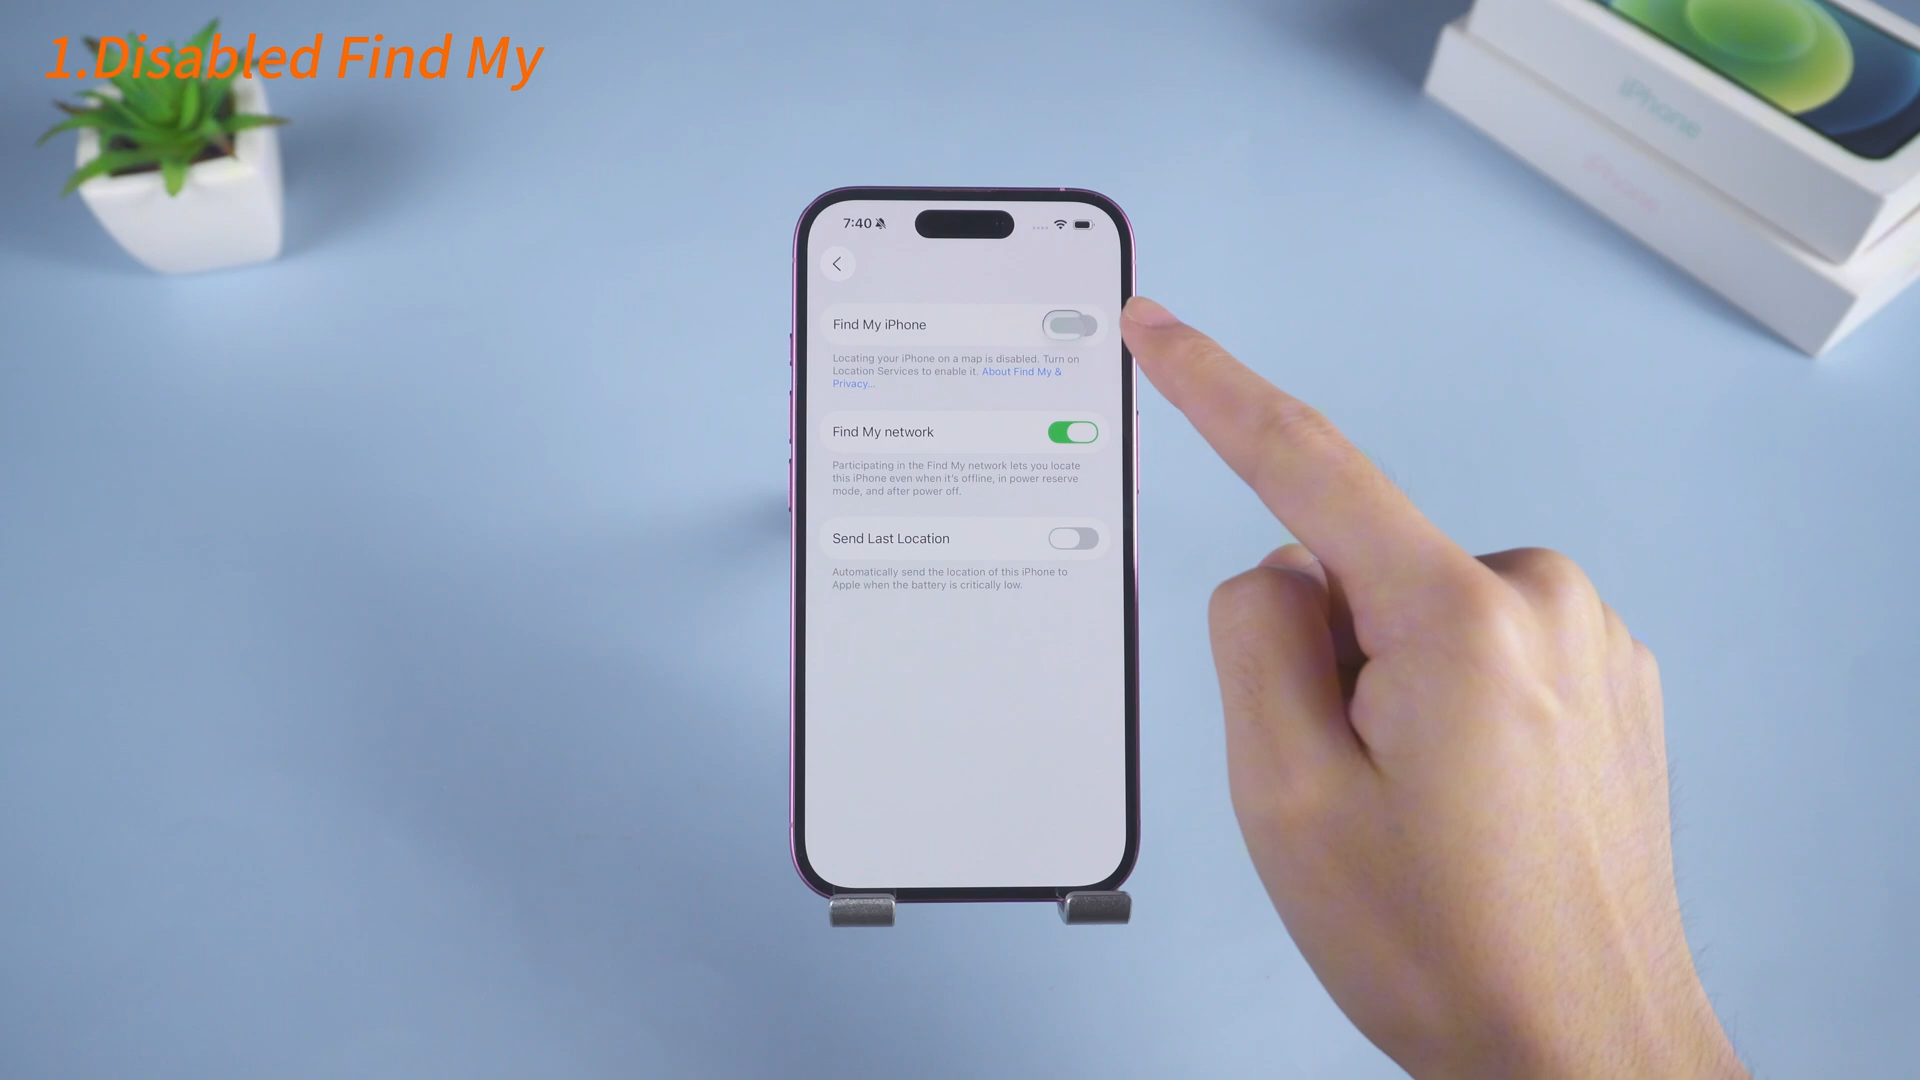 1.Disabled Find My
iPhone
iPhone
7:40
Find My iPhone
Locating your iPhone on a map is disabled. Turn on
Location Services to enable it. About Find My &
Privacy...
Find My network
Participating in the Find My network lets you locate
this iPhone even when it's offline, in power reserve
mode, and after power off.
Send Last Location
Automatically send the location of this iPhone to
Apple when the battery is critically low.